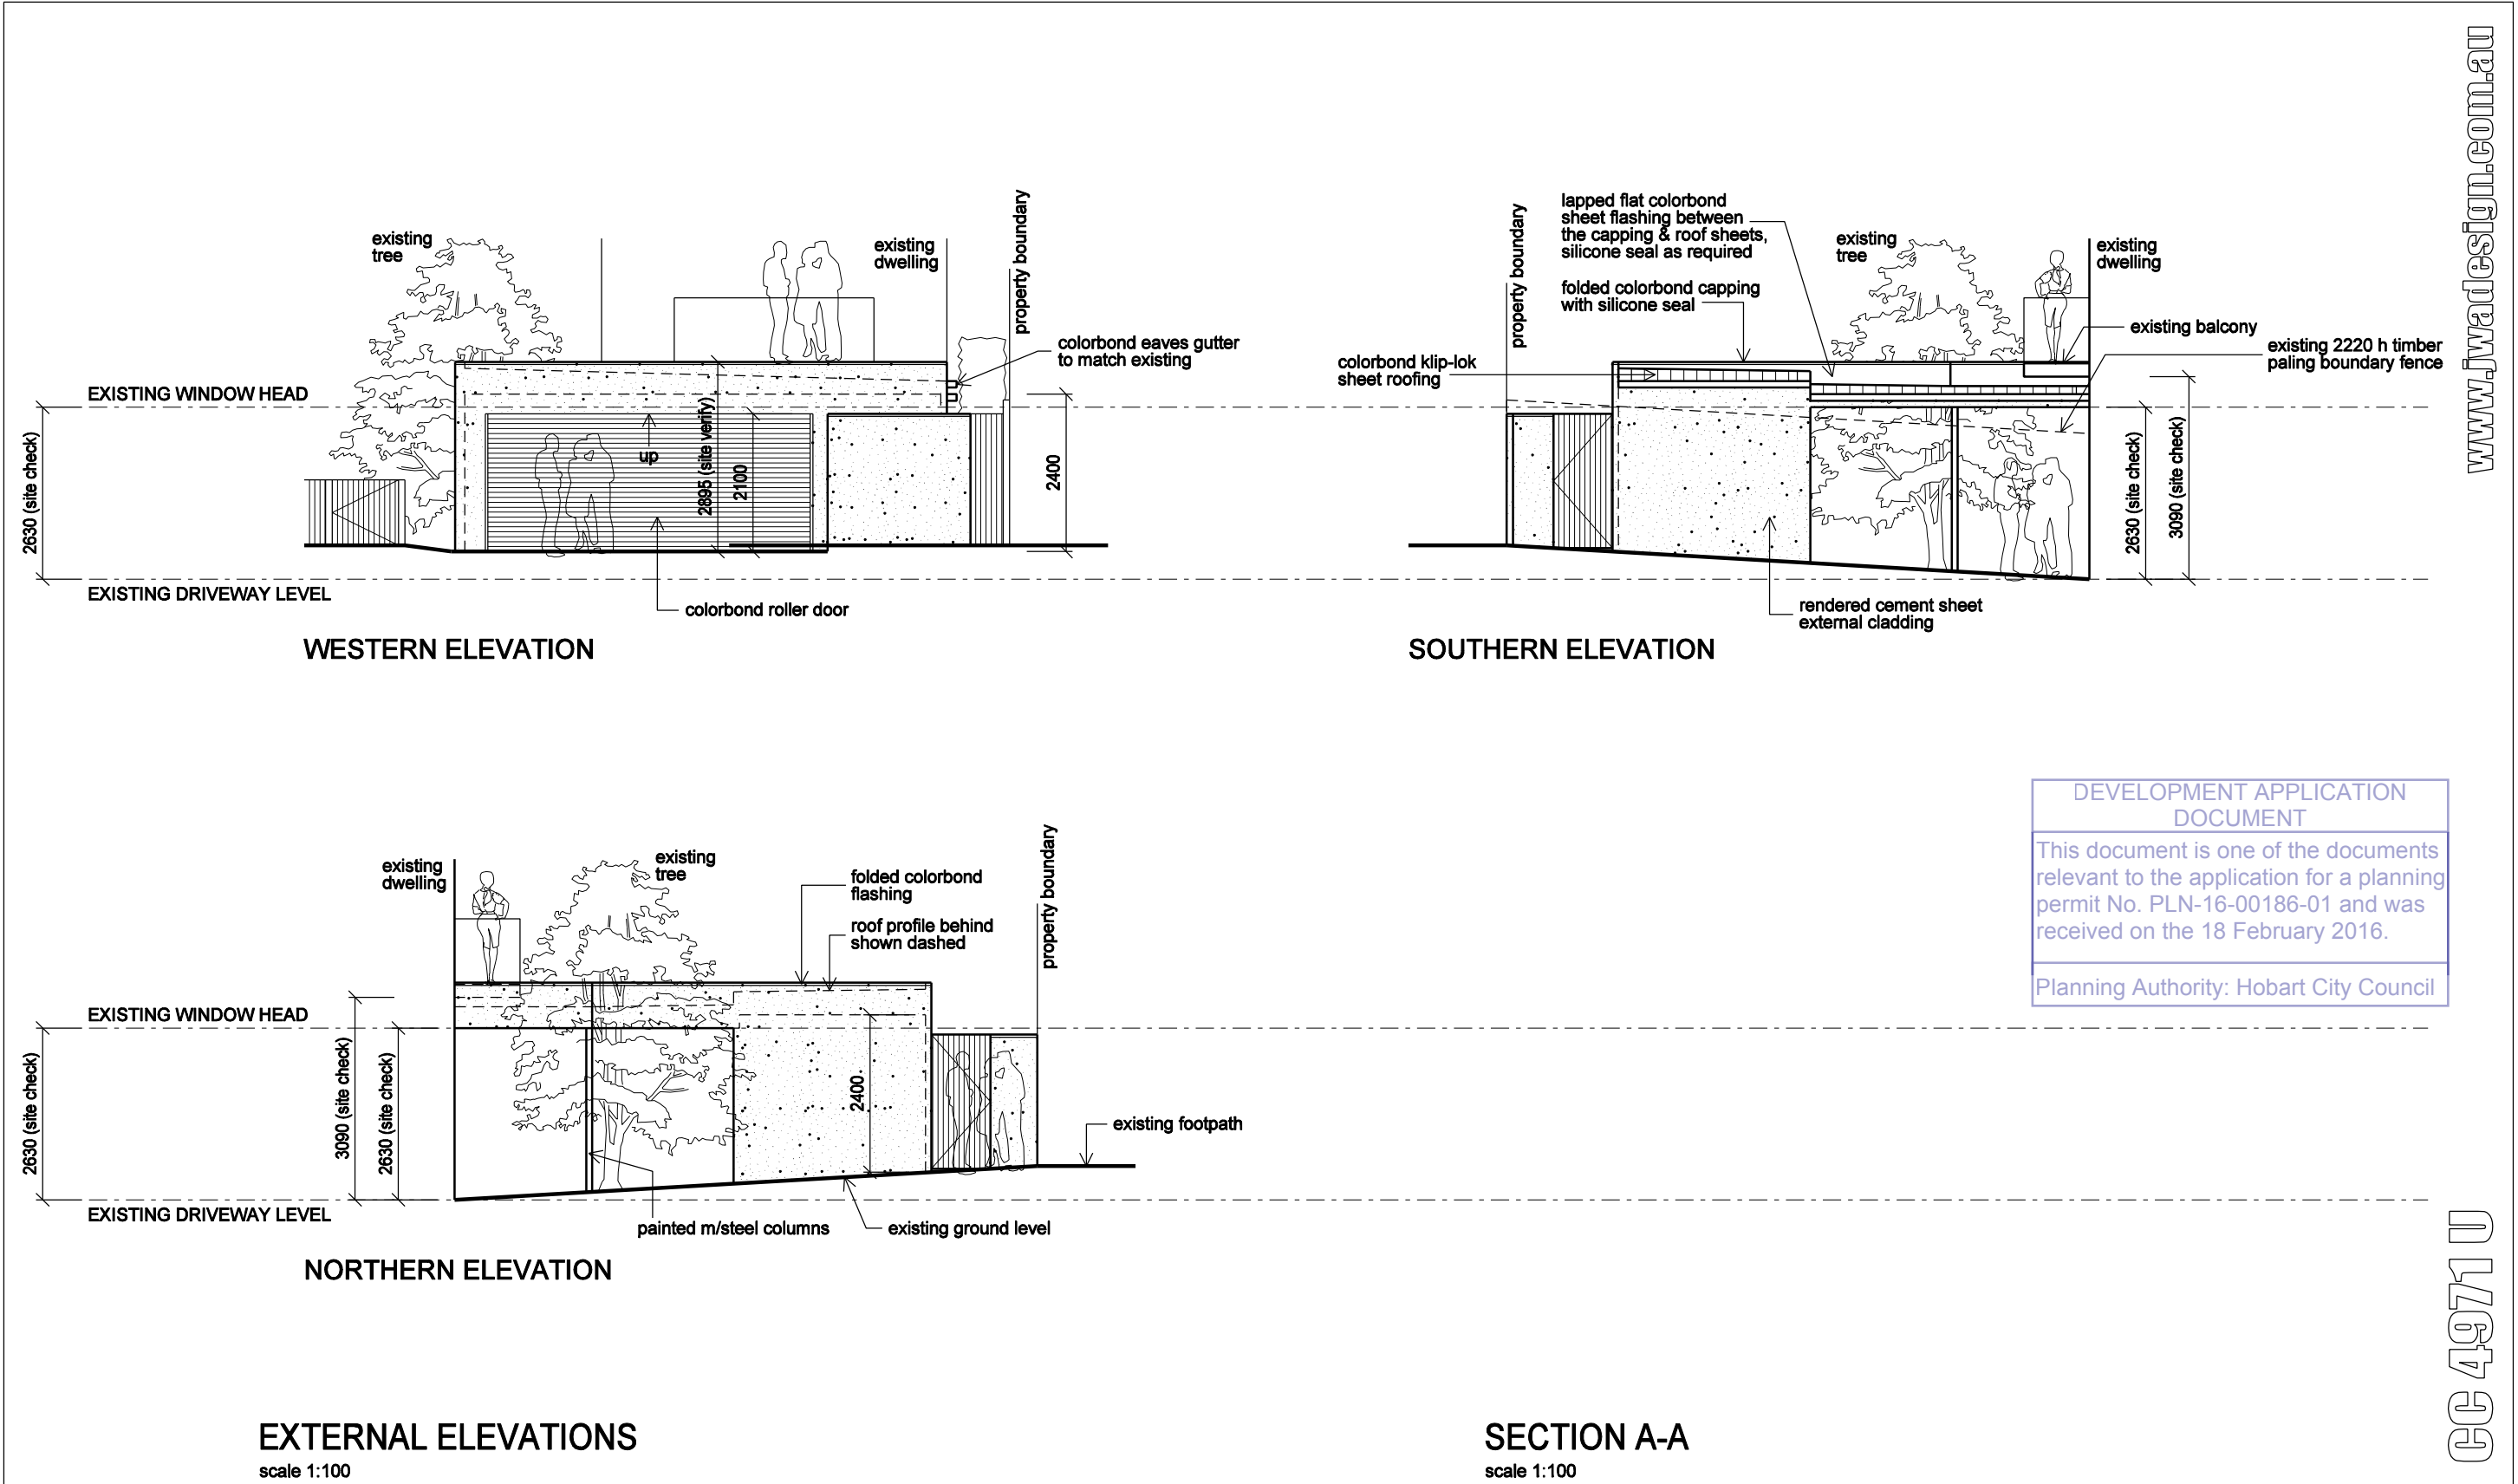 www.jwadesign.com.au
existing
tree
existing
dwelling
property boundary
colorbond eaves gutter
to match existing
EXISTING WINDOW HEAD
2630 (site check)
up
2895 (site verify)
2100
2400
EXISTING DRIVEWAY LEVEL
colorbond roller door
WESTERN ELEVATION
property boundary
lapped flat colorbond
sheet flashing between
the capping & roof sheets,
silicone seal as required
folded colorbond capping
with silicone seal
colorbond klip-lok
sheet roofing
existing
tree
existing
dwelling
existing balcony
existing 2220 h timber
paling boundary fence
2630 (site check)
3090 (site check)
rendered cement sheet
external cladding
SOUTHERN ELEVATION
DEVELOPMENT APPLICATION
DOCUMENT
This document is one of the documents
relevant to the application for a planning
permit No. PLN-16-00186-01 and was
received on the 18 February 2016.
Planning Authority: Hobart City Council
existing
dwelling
existing
tree
folded colorbond
flashing
roof profile behind
shown dashed
property boundary
EXISTING WINDOW HEAD
2630 (site check)
3090 (site check)
2630 (site check)
2400
existing footpath
EXISTING DRIVEWAY LEVEL
painted m/steel columns
existing ground level
NORTHERN ELEVATION
CC 4971 U
EXTERNAL ELEVATIONS
scale 1:100
SECTION A-A
scale 1:100